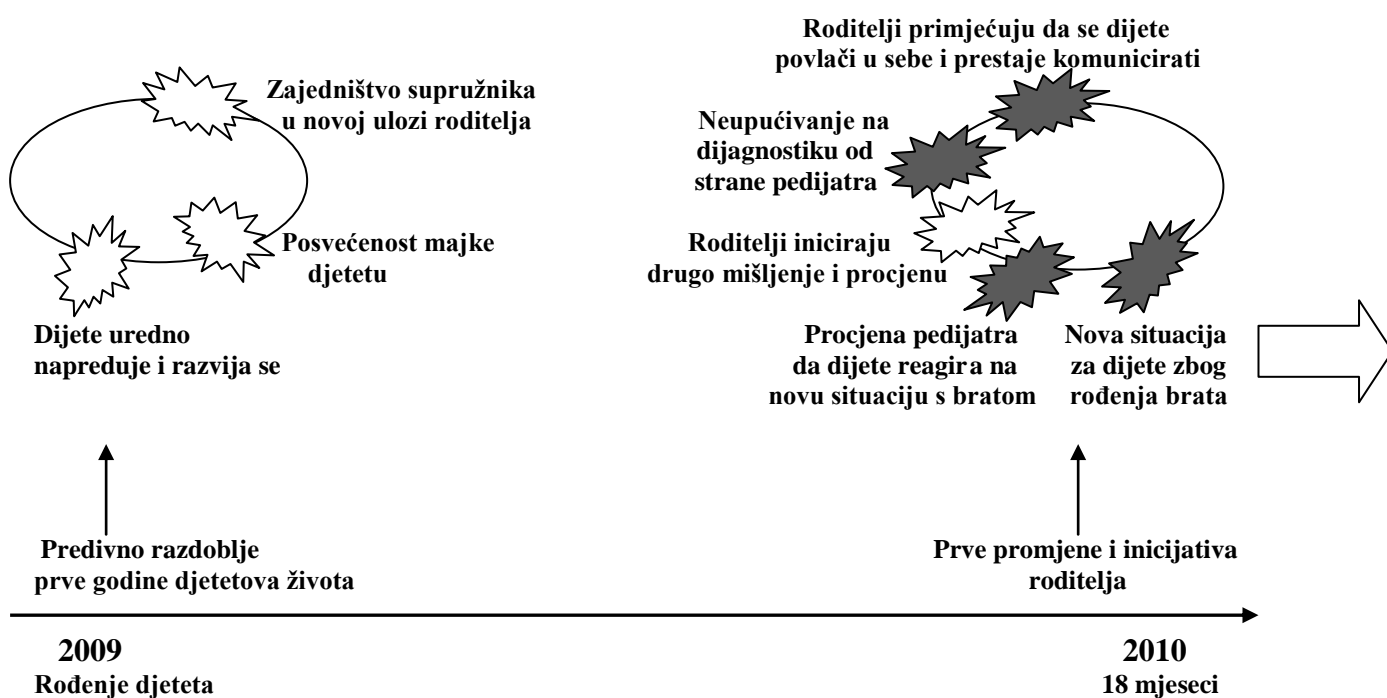 Zajedništvo supružnika
u novoj ulozi roditelja
Posvećenost majke
djetetu
Dijete uredno
napreduje i razvija se
Predivno razdoblje
prve godine djetetova života
2009
Rođenje djeteta
Roditelji primjećuju da se dijete
povlači u sebe i prestaje komunicirati
Neupućivanje na
dijagnostiku od
strane pedijatra
Roditelji iniciraju
drugo mišljenje i procjenu
Procjena pedijatra
da dijete reagira na
novu situaciju s bratom
Nova situacija
za dijete zbog
rođenja brata
Prve promjene i inicijativa
roditelja
2010
18 mjeseci